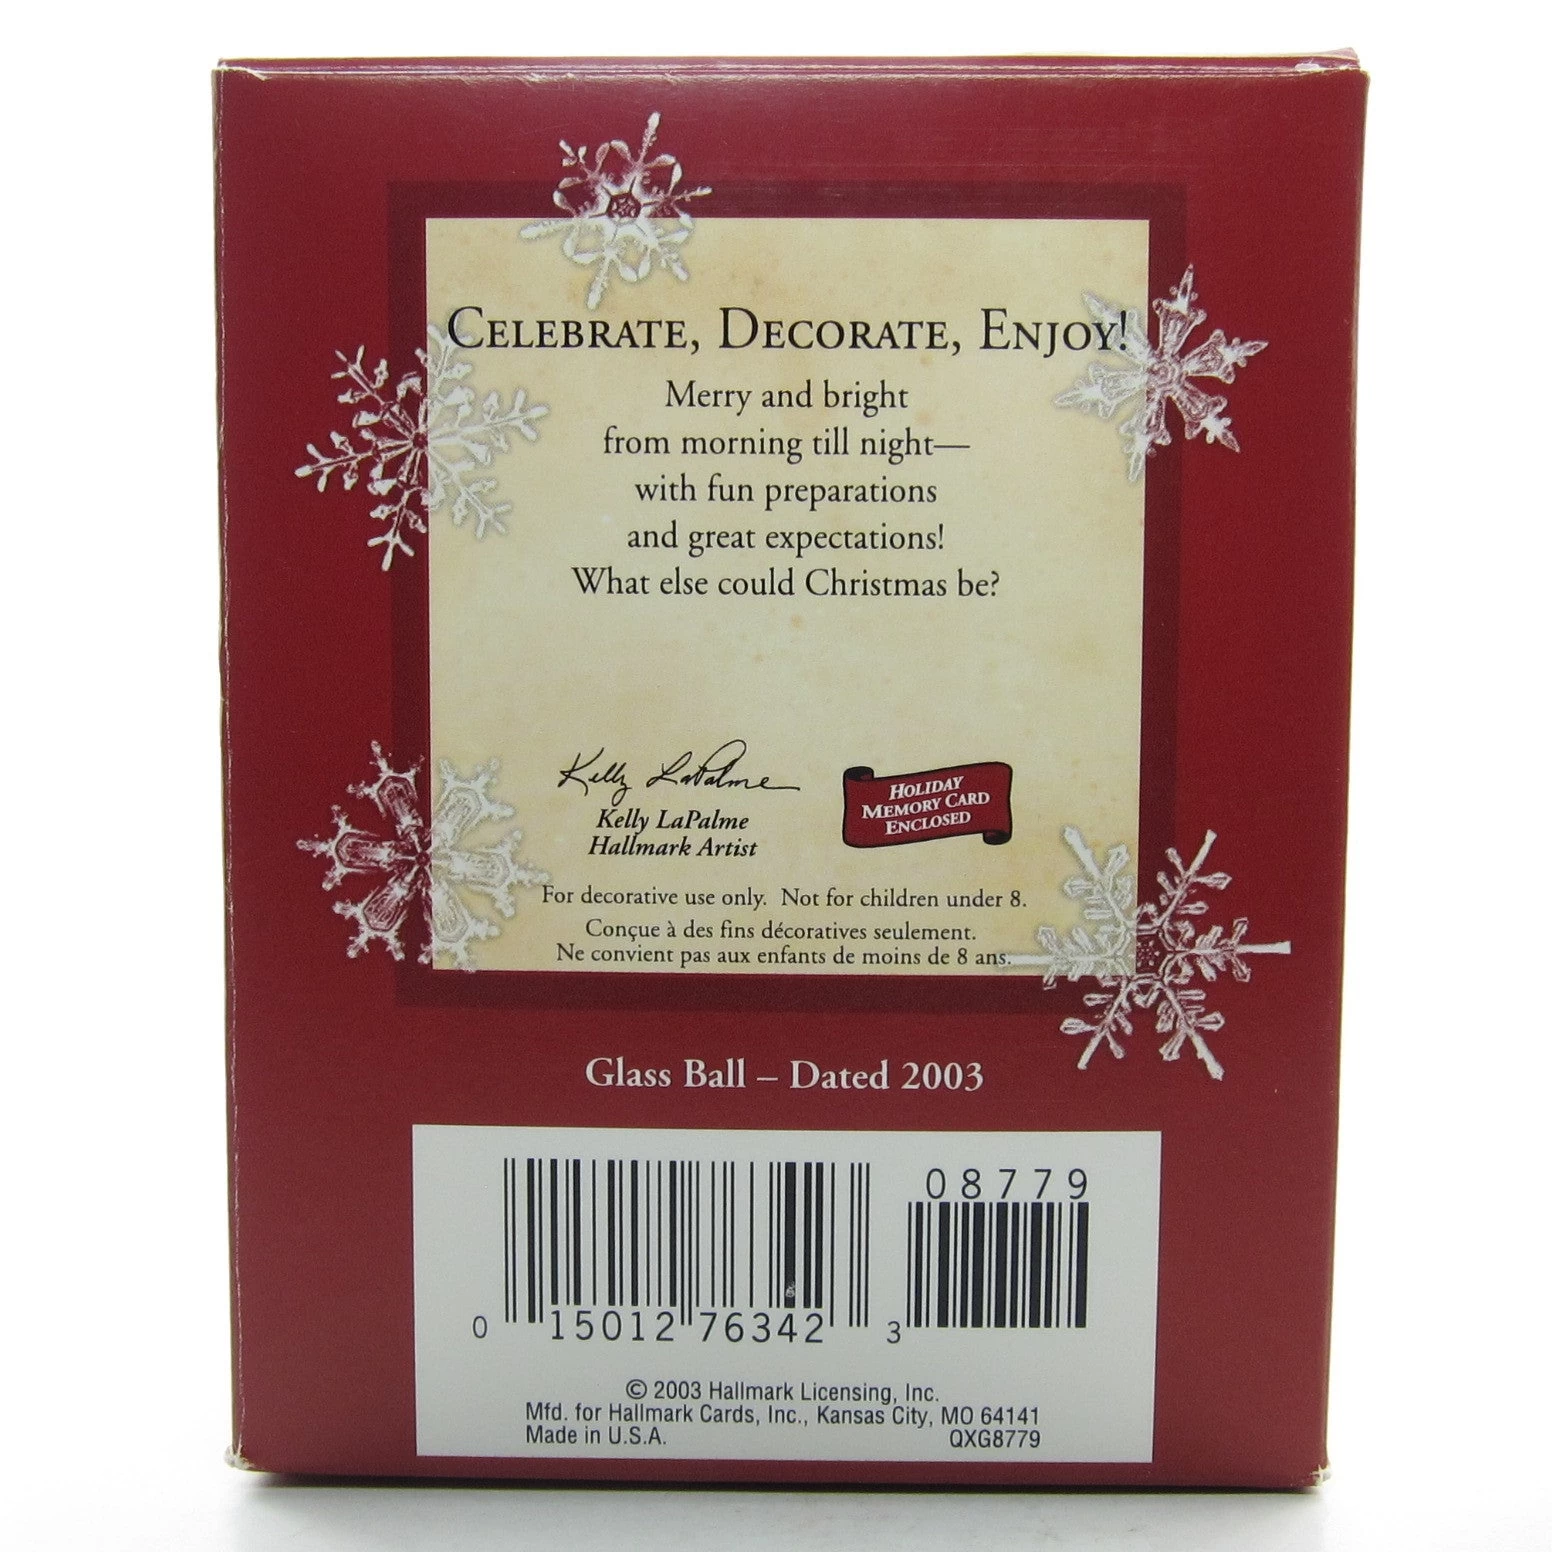 Celebrate, Decorate, Enjoy!
Merry and bright
from morning till night—
with fun preparations
and great expectations!
What else could Christmas be?
Kelly LaPalme
Kelly LaPalme
Hallmark Artist
Holiday
Memory Card
Enclosed
For decorative use only. Not for children under 8.
Conçue à des fins décoratives seulement.
Ne convient pas aux enfants de moins de 8 ans.
Glass Ball – Dated 2003
08779
0 15012 76342 3
© 2003 Hallmark Licensing, Inc.
Mfd. for Hallmark Cards, Inc., Kansas City, MO 64141
Made in U.S.A. QXG8779